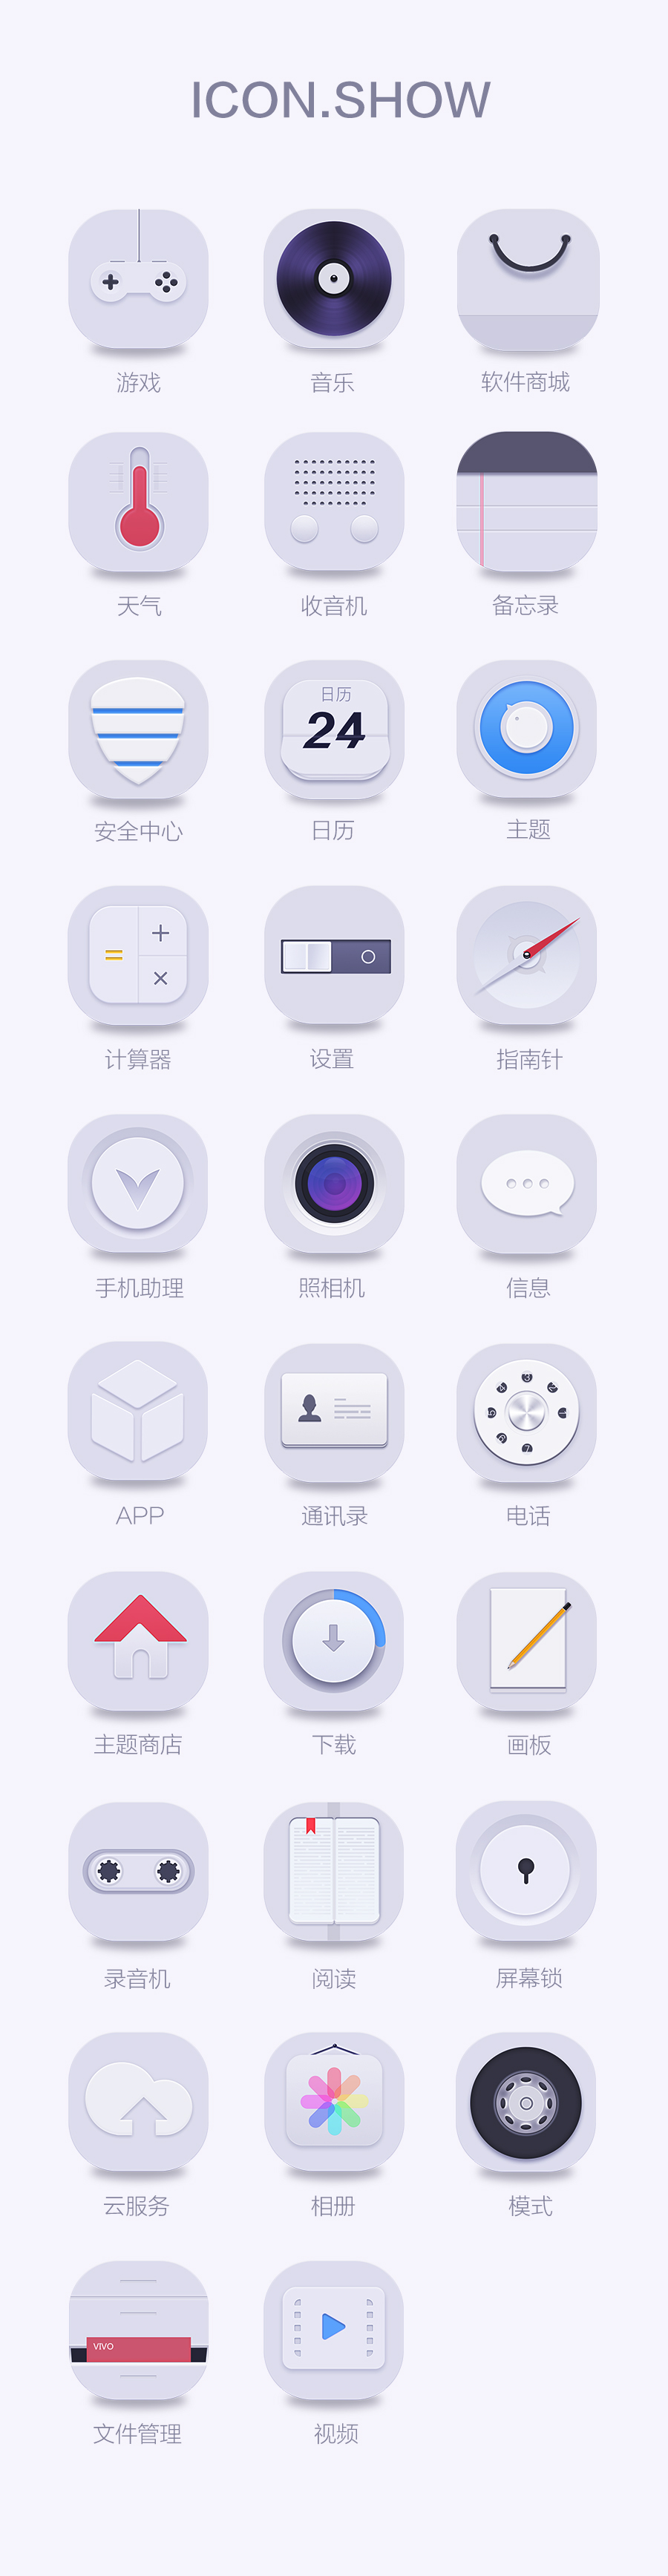 ICON.SHOW
游戏
音乐
软件商城
天气
收音机
备忘录
日历
24
安全中心
日历
主题
计算器
设置
指南针
手机助理
照相机
信息
APP
通讯录
电话
主题商店
下载
画板
录音机
阅读
屏幕锁
云服务
相册
模式
VIVO
文件管理
视频